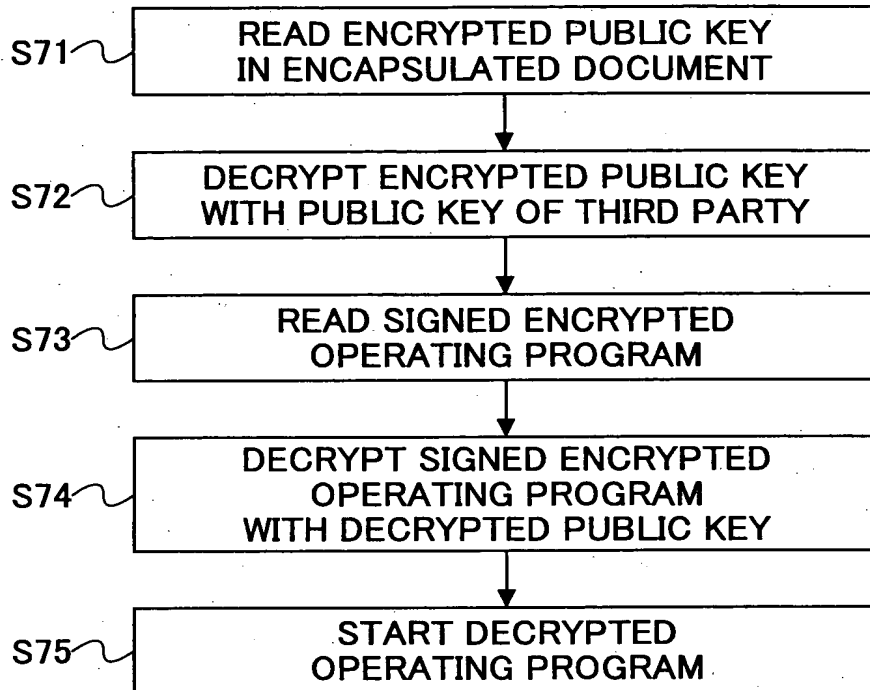 S71
READ ENCRYPTED PUBLIC KEY
IN ENCAPSULATED DOCUMENT
S72
DECRYPT ENCRYPTED PUBLIC KEY
WITH PUBLIC KEY OF THIRD PARTY
S73
READ SIGNED ENCRYPTED
OPERATING PROGRAM
S74
DECRYPT SIGNED ENCRYPTED
OPERATING PROGRAM
WITH DECRYPTED PUBLIC KEY
S75
START DECRYPTED
OPERATING PROGRAM